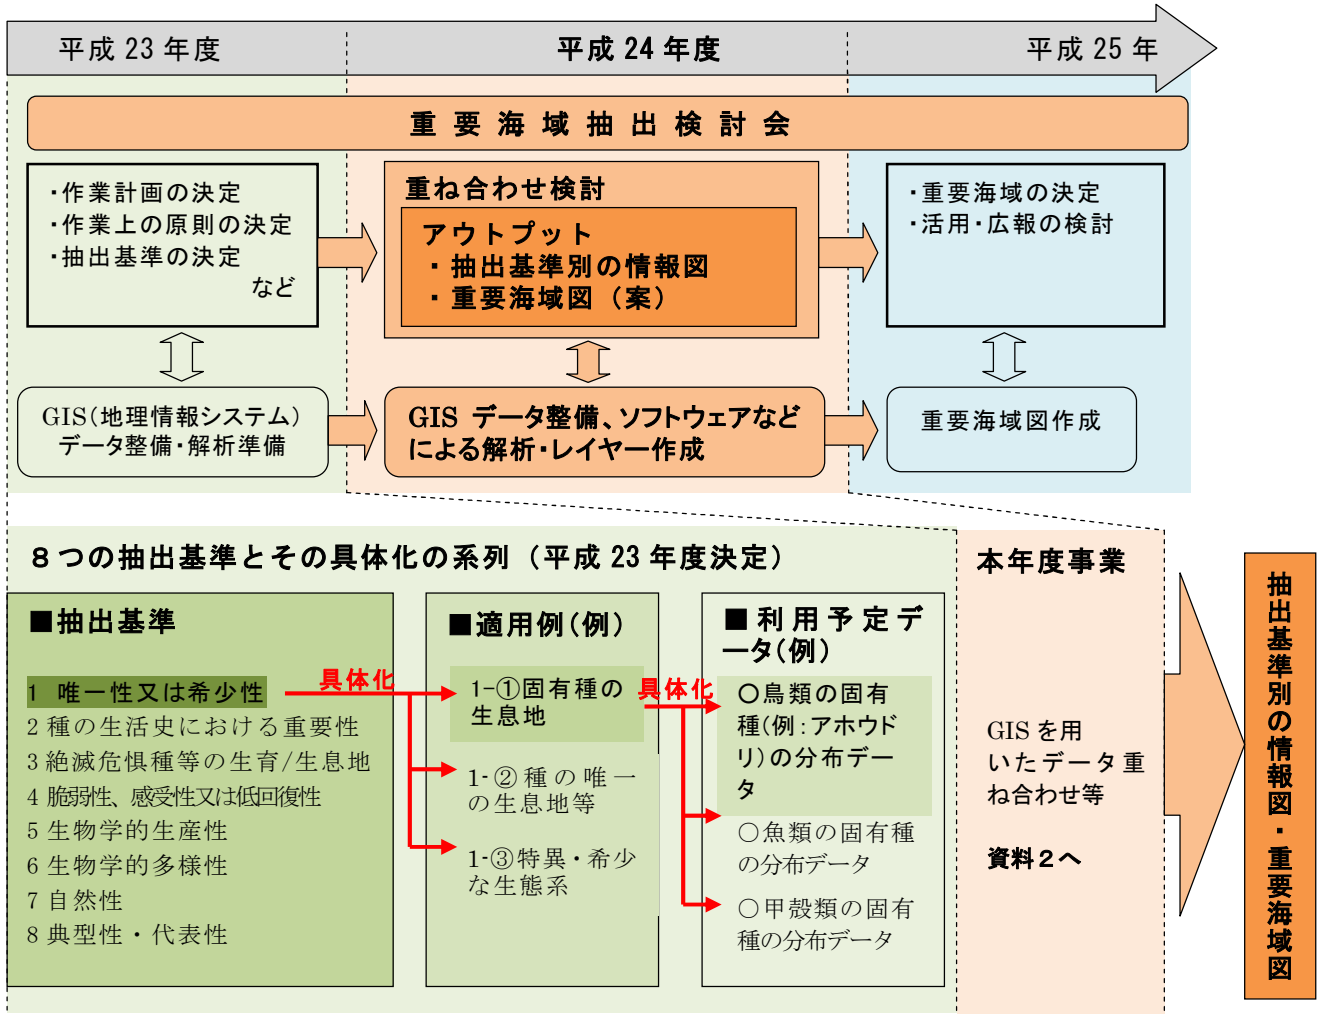 平成 23 年度
平成 24 年度
平成 25 年
重要海域抽出検討会
・作業計画の決定
・作業上の原則の決定
・抽出基準の決定
など
重ね合わせ検討
アウトプット
・抽出基準別の情報図
・重要海域図（案）
・重要海域の決定
・活用・広報の検討
GIS(地理情報システム)
データ整備・解析準備
GIS データ整備、ソフトウェアなど
による解析・レイヤー作成
重要海域図作成
８つの抽出基準とその具体化の系列（平成 23 年度決定）
本年度事業
■抽出基準
1 唯一性又は希少性
2 種の生活史における重要性
3 絶滅危惧種等の生育/生息地
4 脆弱性、感受性又は低回復性
5 生物学的生産性
6 生物学的多様性
7 自然性
8 典型性・代表性
具体化
■適用例(例)
1-①固有種の
生息地
1-②種の唯一
の生息地等
1-③特異・希少
な生態系
具体化
■利用予定デ
ータ(例)
○鳥類の固有
種(例：アホウド
リ)の分布デー
タ
○魚類の固有種
の分布データ
○甲殻類の固有
種の分布データ
GIS を用
いたデータ重
ね合わせ等
資料２へ
抽出基準別の情報図・重要海域図